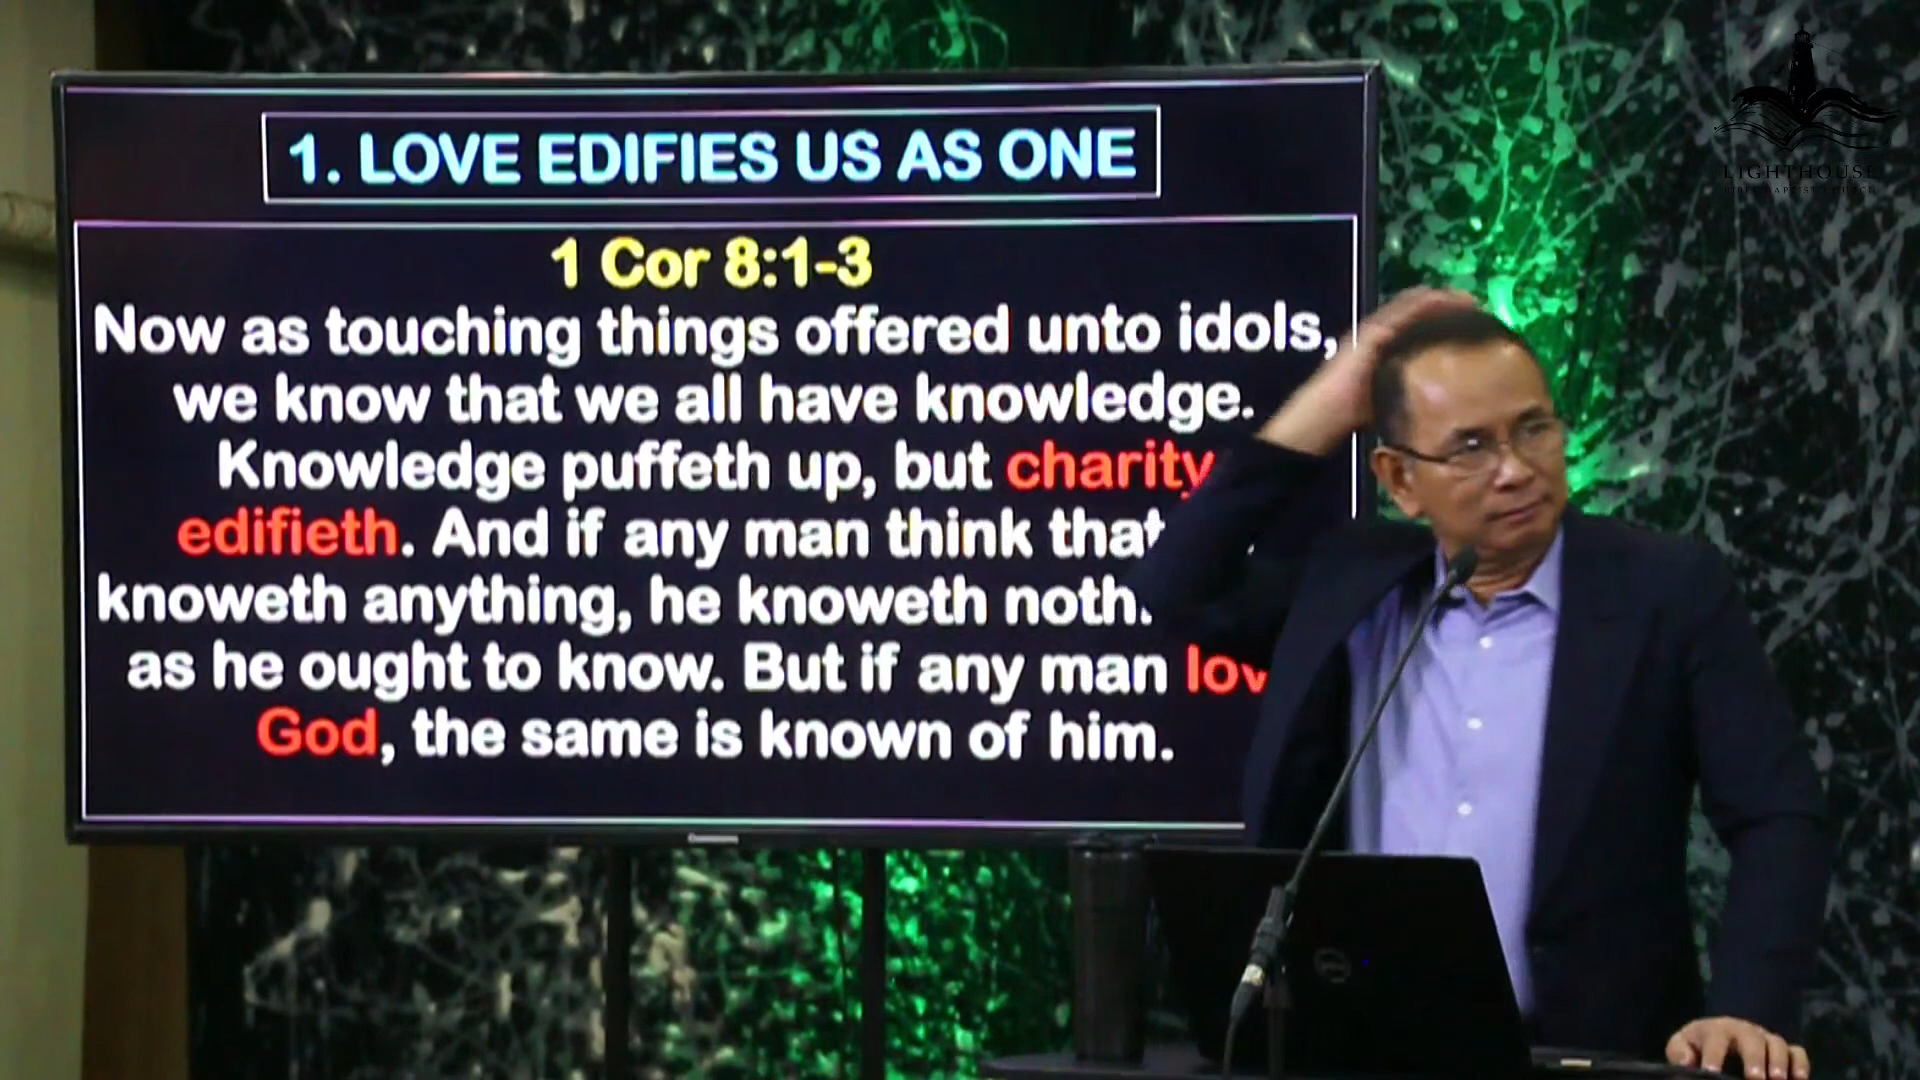 1. LOVE EDIFIES US AS ONE
1 Cor 8:1-3
Now as touching things offered unto idols,
we know that we all have knowledge.
Knowledge puffeth up, but charity
edifieth. And if any man think that
knoweth anything, he knoweth noth
as he ought to know. But if any man lov
God, the same is known of him.
LIGHTHOUSE
BIBLE BAPTIST CHURCH